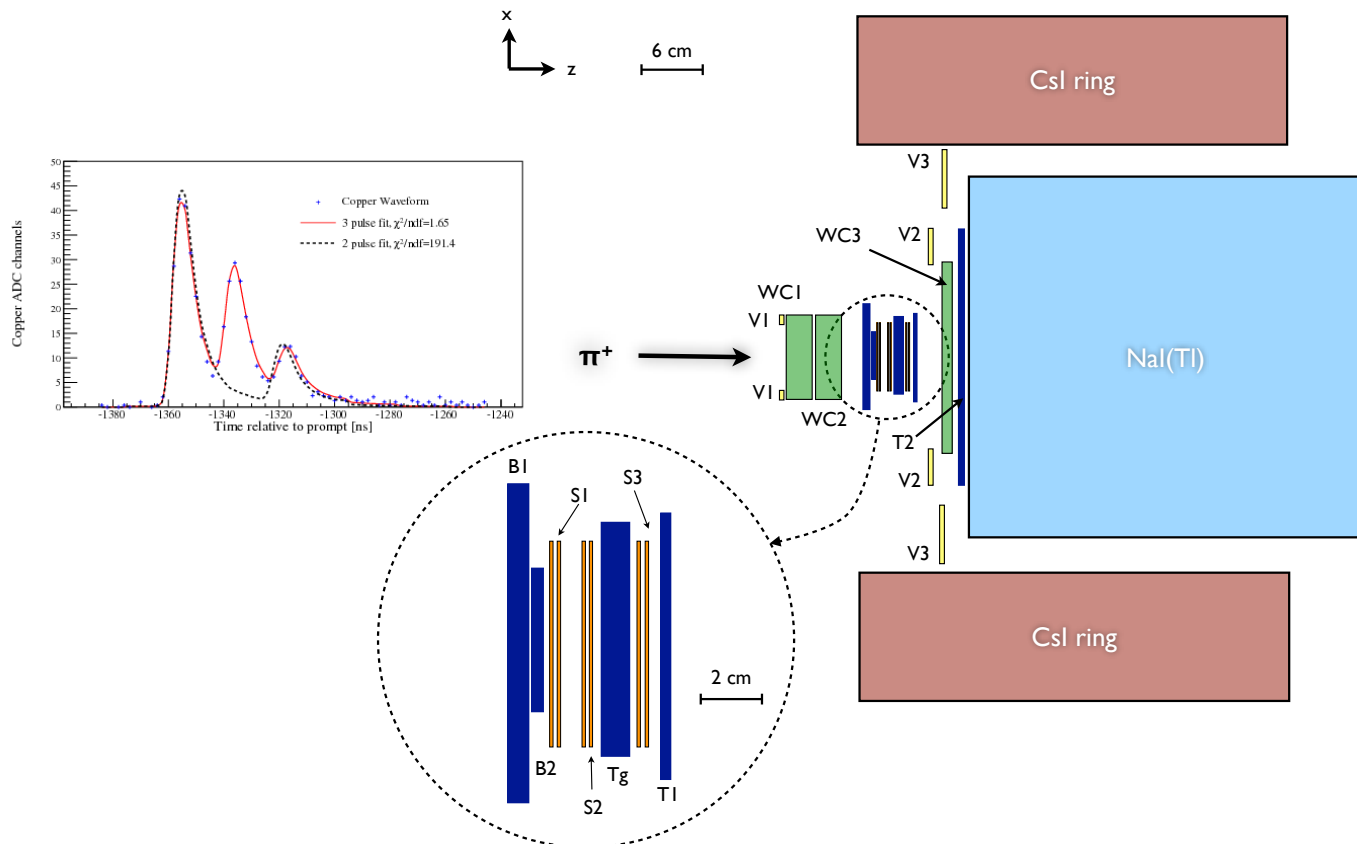 x
z
6 cm
CsI ring
V3
V2
WC3
WC1
V1
π+
NaI(Tl)
V1
WC2
T2
V2
V3
CsI ring
50
45
40
35
30
25
20
15
10
5
0
Copper ADC channels
Copper Waveform
3 pulse fit, χ²/ndf=1.65
2 pulse fit, χ²/ndf=191.4
-1380 -1360 -1340 -1320 -1300 -1280 -1260 -1240
Time relative to prompt [ns]
B1
S1
S3
2 cm
B2
S2
Tg
T1